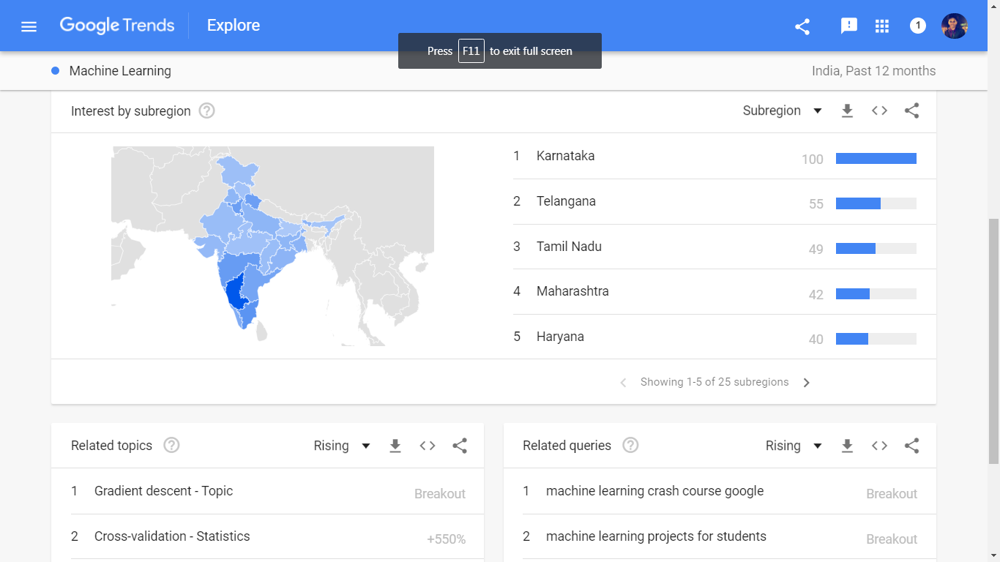 Google Trends
Explore
1
Press F11 to exit full screen
Machine Learning
India, Past 12 months
Interest by subregion ?
Subregion
1 Karnataka 100
2 Telangana 55
3 Tamil Nadu 49
4 Maharashtra 42
5 Haryana 40
Showing 1-5 of 25 subregions
Related topics ?
Rising
1 Gradient descent - Topic Breakout
2 Cross-validation - Statistics +550%
Related queries ?
Rising
1 machine learning crash course google Breakout
2 machine learning projects for students Breakout